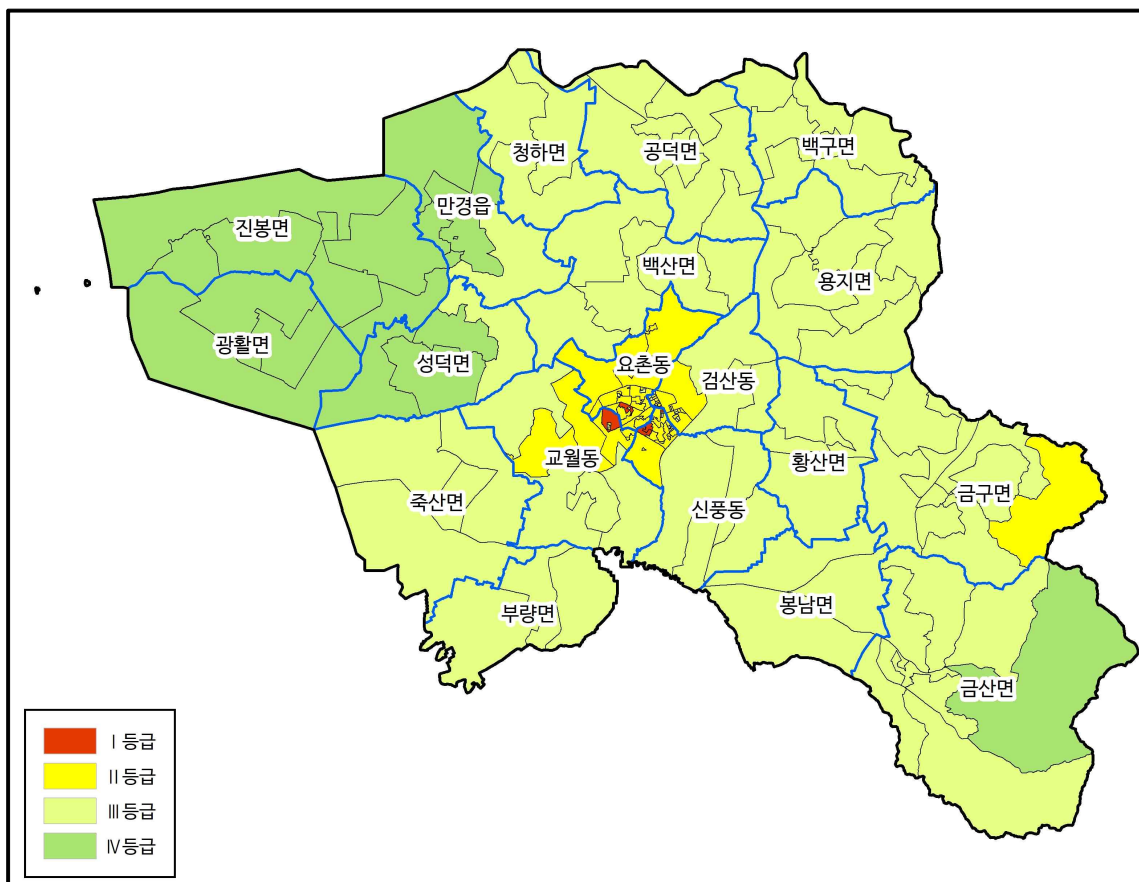 청하면
공덕면
백구면
만경읍
진봉면
백산면
용지면
광활면
성덕면
요촌동
검산동
교월동
황산면
금구면
죽산면
신풍동
부량면
봉남면
금산면
Ⅰ등급
Ⅱ등급
Ⅲ등급
Ⅳ등급